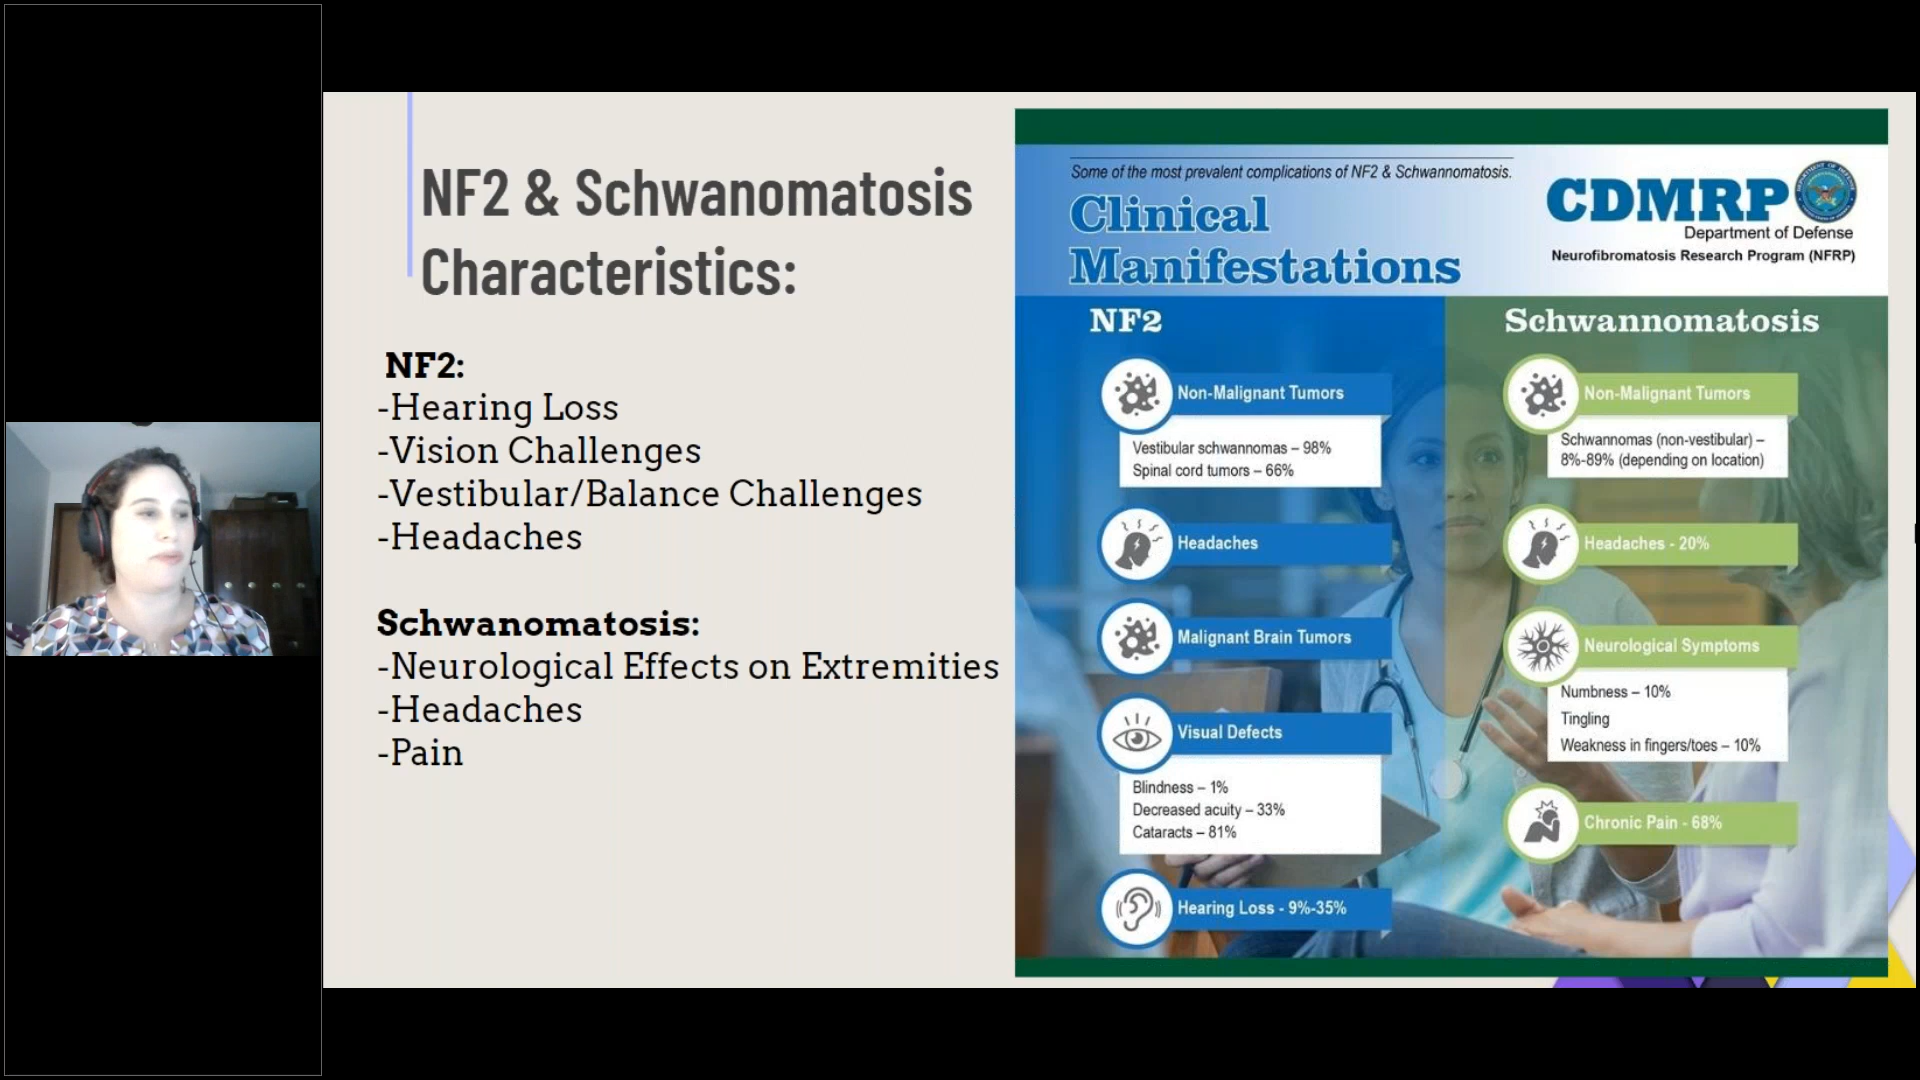 NF2 & Schwanomatosis
Characteristics:
NF2:
-Hearing Loss
-Vision Challenges
-Vestibular/Balance Challenges
-Headaches
Schwanomatosis:
-Neurological Effects on Extremities
-Headaches
-Pain
Some of the most prevalent complications of NF2 & Schwannomatosis.
Clinical
Manifestations
CDMRP
Department of Defense
Neurofibromatosis Research Program (NFRP)
NF2
Non-Malignant Tumors
Vestibular schwannomas – 98%
Spinal cord tumors – 66%
Headaches
Malignant Brain Tumors
Visual Defects
Blindness – 1%
Decreased acuity – 33%
Cataracts – 81%
Hearing Loss - 9%-35%
Schwannomatosis
Non-Malignant Tumors
Schwannomas (non-vestibular) –
8%-89% (depending on location)
Headaches - 20%
Neurological Symptoms
Numbness – 10%
Tingling
Weakness in fingers/toes – 10%
Chronic Pain - 68%